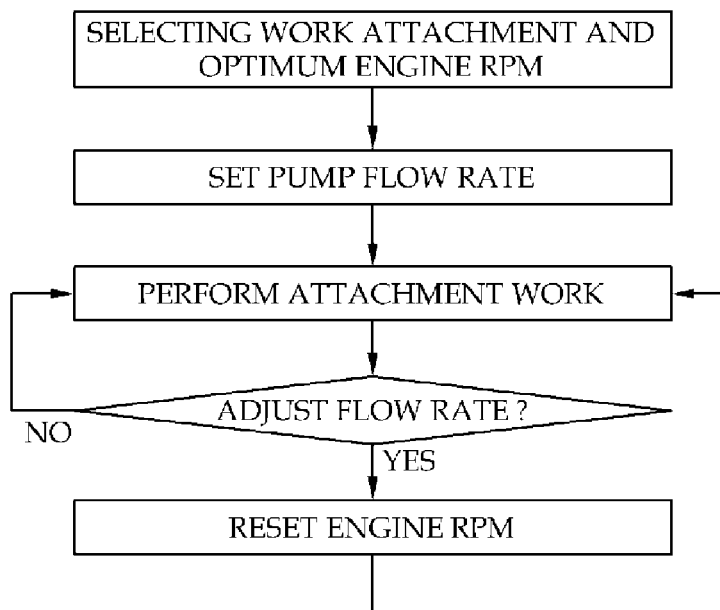 SELECTING WORK ATTACHMENT AND
OPTIMUM ENGINE RPM
SET PUMP FLOW RATE
PERFORM ATTACHMENT WORK
ADJUST FLOW RATE ?
NO
YES
RESET ENGINE RPM